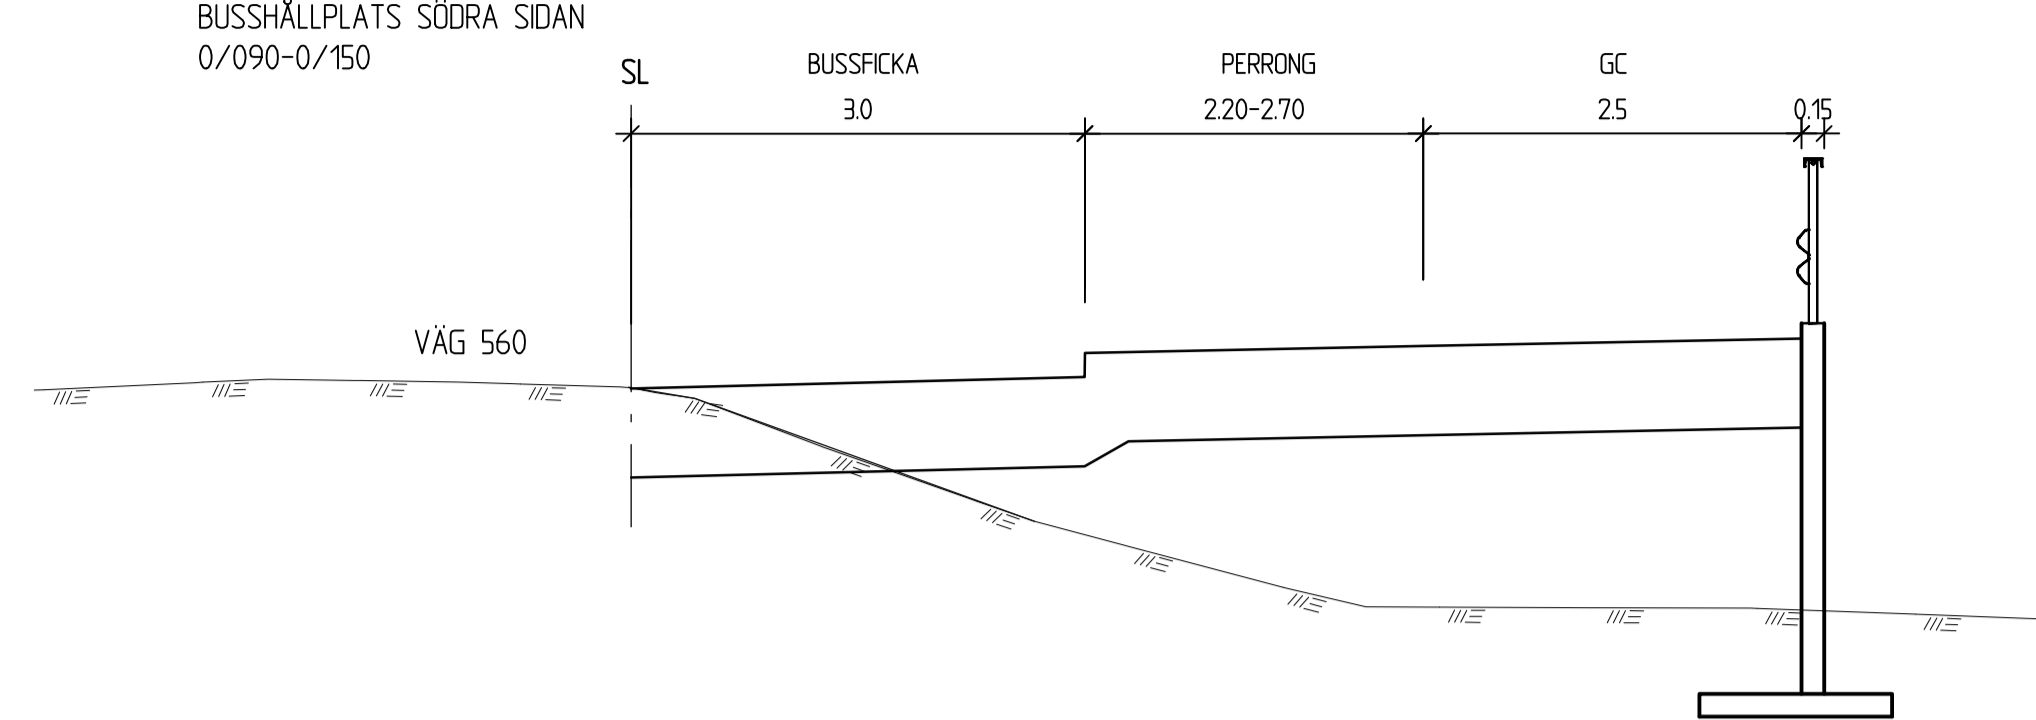 BUSSHÅLLPLATS SÖDRA SIDAN
0/090-0/150
SL
BUSSFICKA
PERRONG
GC
3.0
2.20-2.70
2.5
0.15
VÄG 560